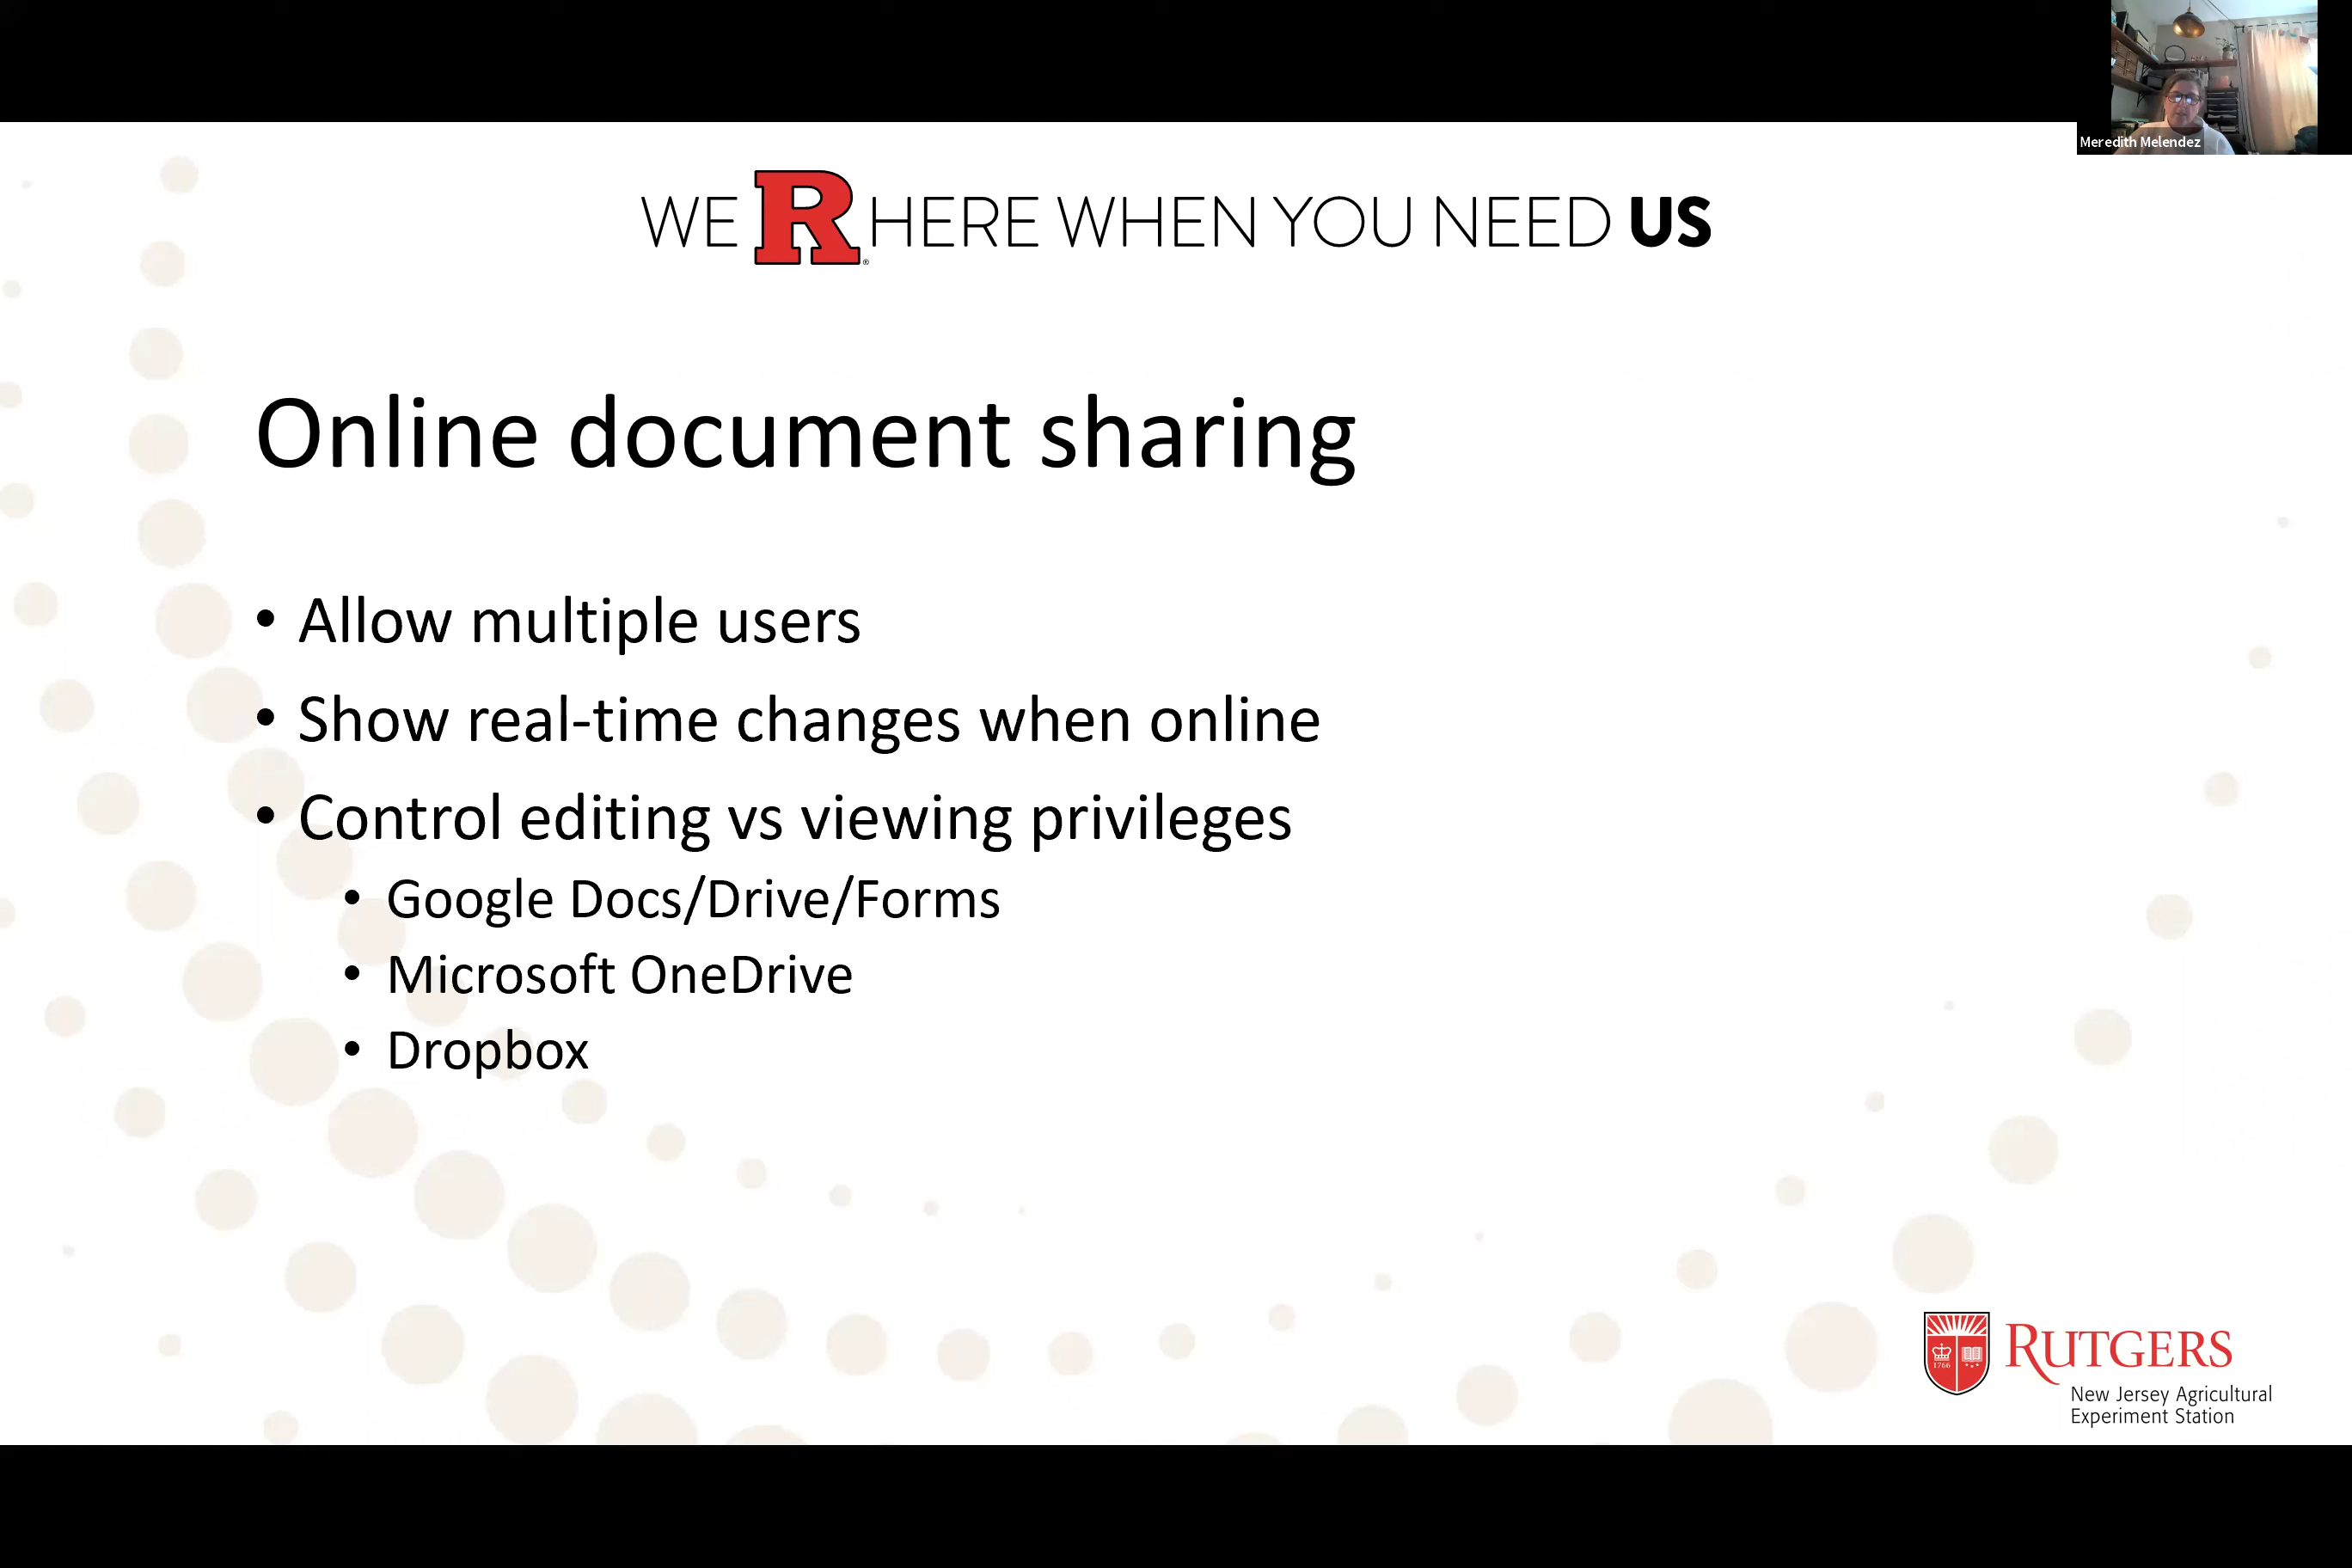 Meredith Melendez
WE R HERE WHEN YOU NEED US
Online document sharing
• Allow multiple users
• Show real-time changes when online
• Control editing vs viewing privileges
• Google Docs/Drive/Forms
• Microsoft OneDrive
• Dropbox
1766
RUTGERS
New Jersey Agricultural
Experiment Station